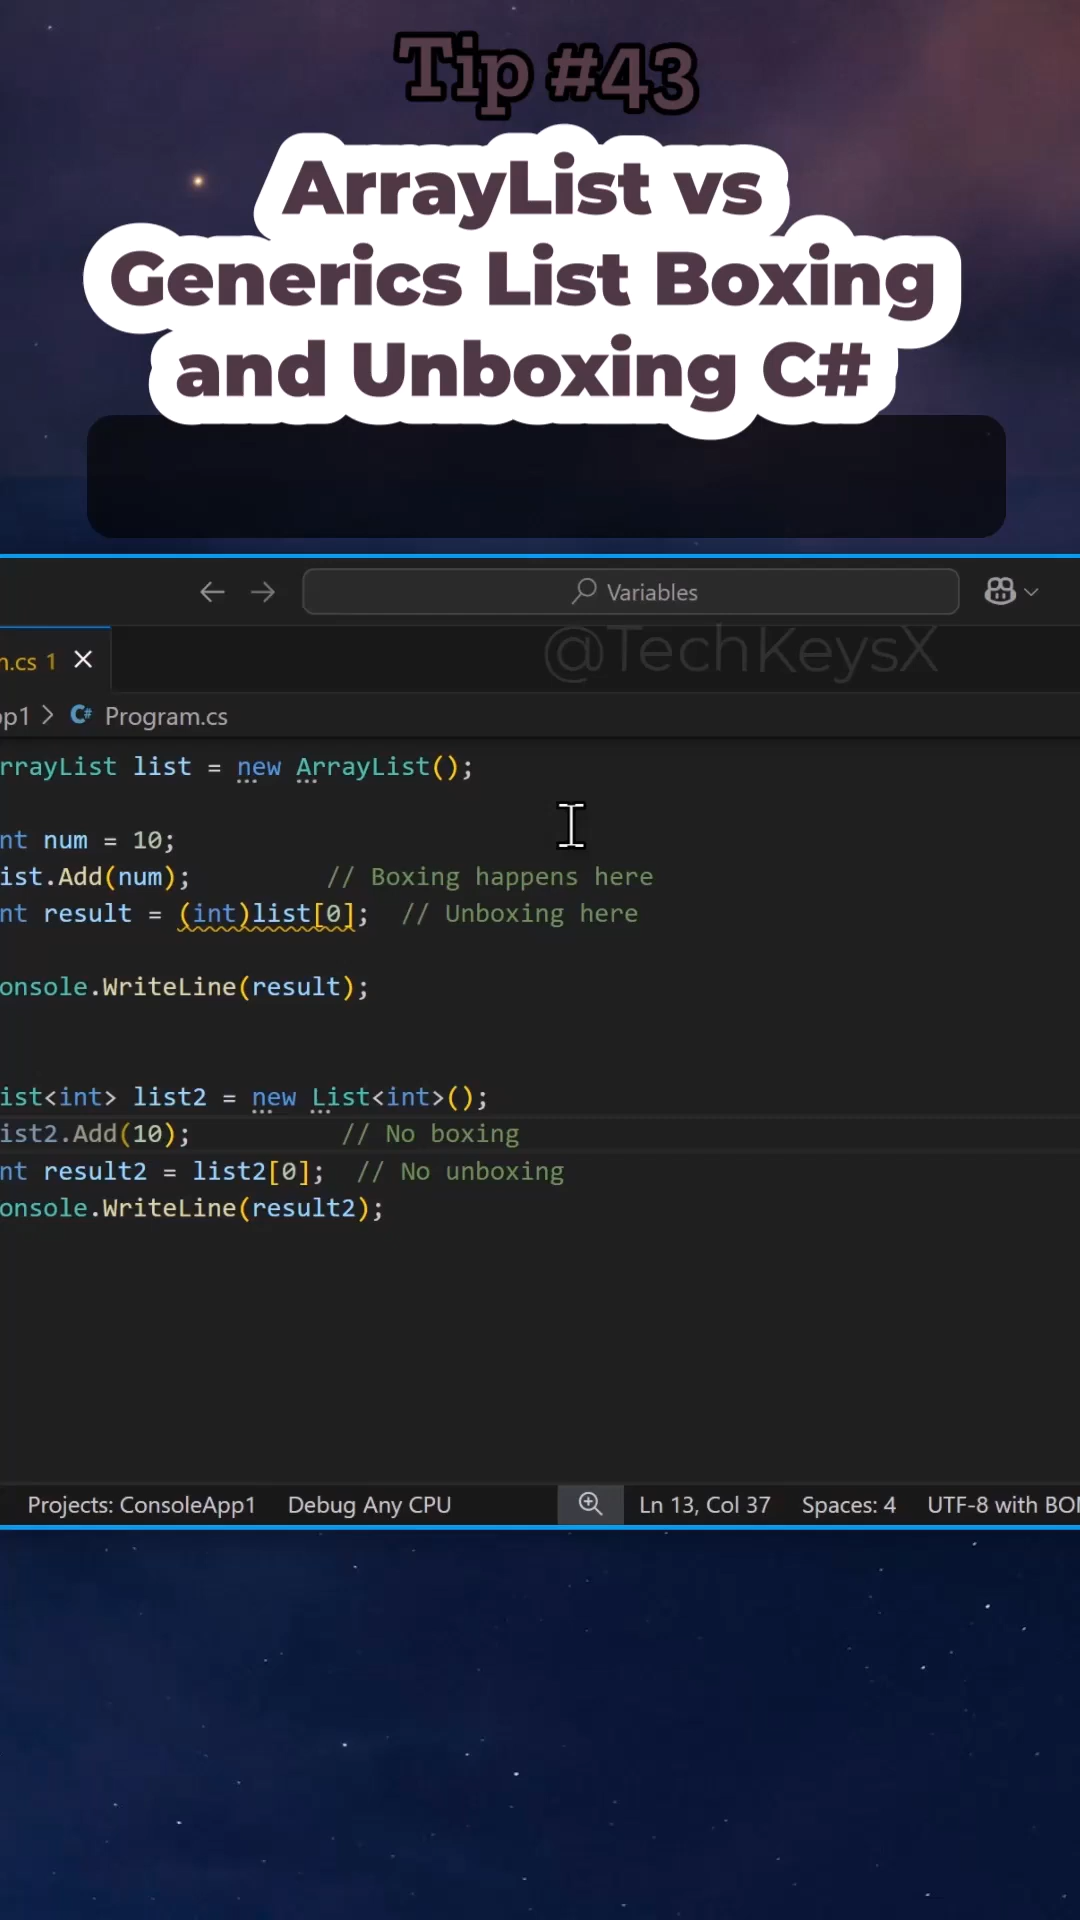 Tip #43
ArrayList vs
Generics List Boxing
and Unboxing C#
Variables
@TechKeysX
n.cs 1
pp1 > C# Program.cs
rrayList list = new ArrayList();
nt num = 10;
ist.Add(num); // Boxing happens here
nt result = (int)list[0]; // Unboxing here
onsole.WriteLine(result);
ist<int> list2 = new List<int>();
ist2.Add(10); // No boxing
nt result2 = list2[0]; // No unboxing
onsole.WriteLine(result2);
Projects: ConsoleApp1 Debug Any CPU Ln 13, Col 37 Spaces: 4 UTF-8 with BO